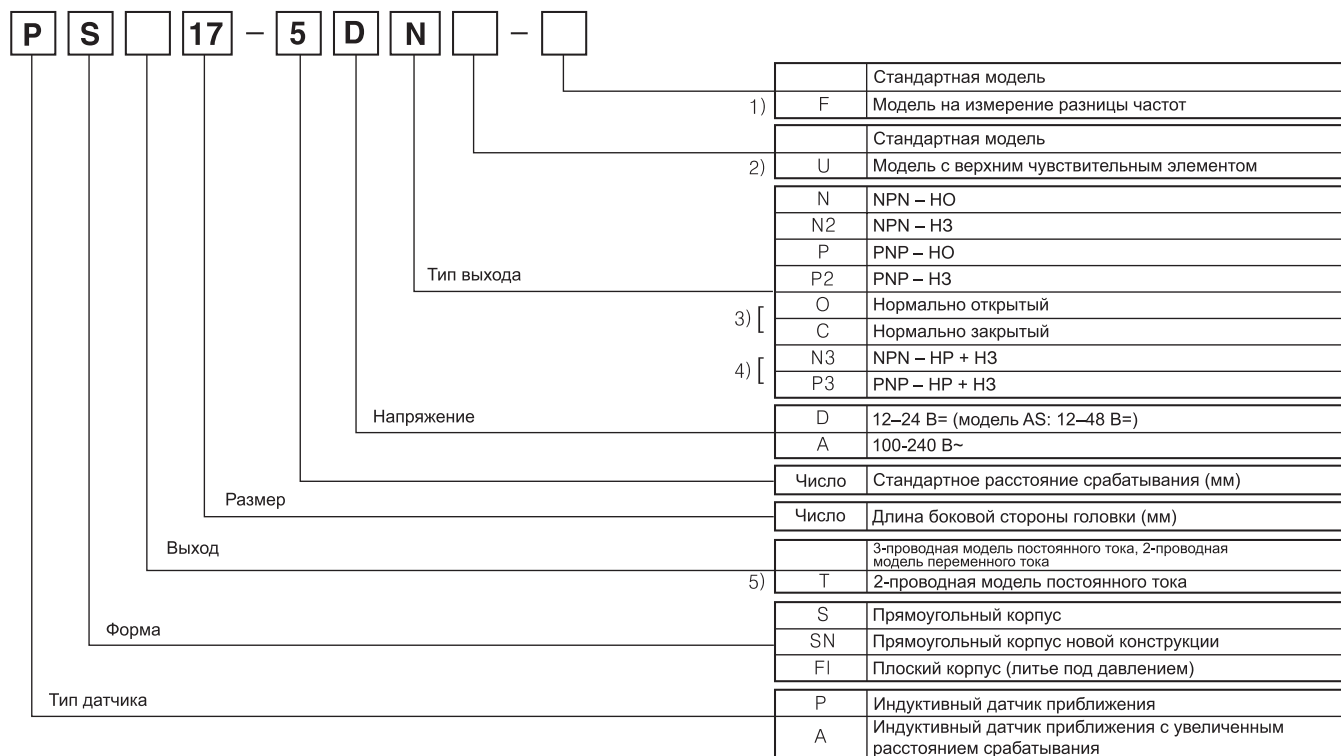 P S 17 – 5 D N –
Стандартная модель
1) F Модель на измерение разницы частот
Стандартная модель
2) U Модель с верхним чувствительным элементом
N NPN – НО
N2 NPN – НЗ
P PNP – НО
Тип выхода
P2 PNP – НЗ
3) [ O Нормально открытый
C Нормально закрытый
4) [ N3 NPN – НР + НЗ
P3 PNP – НР + НЗ
Напряжение
D 12–24 В= (модель AS: 12–48 В=)
A 100-240 В~
Число Стандартное расстояние срабатывания (мм)
Размер
Число Длина боковой стороны головки (мм)
Выход
3-проводная модель постоянного тока, 2-проводная
модель переменного тока
5) T 2-проводная модель постоянного тока
S Прямоугольный корпус
Форма
SN Прямоугольный корпус новой конструкции
FI Плоский корпус (литье под давлением)
Тип датчика
P Индуктивный датчик приближения
A Индуктивный датчик приближения с увеличенным
расстоянием срабатывания